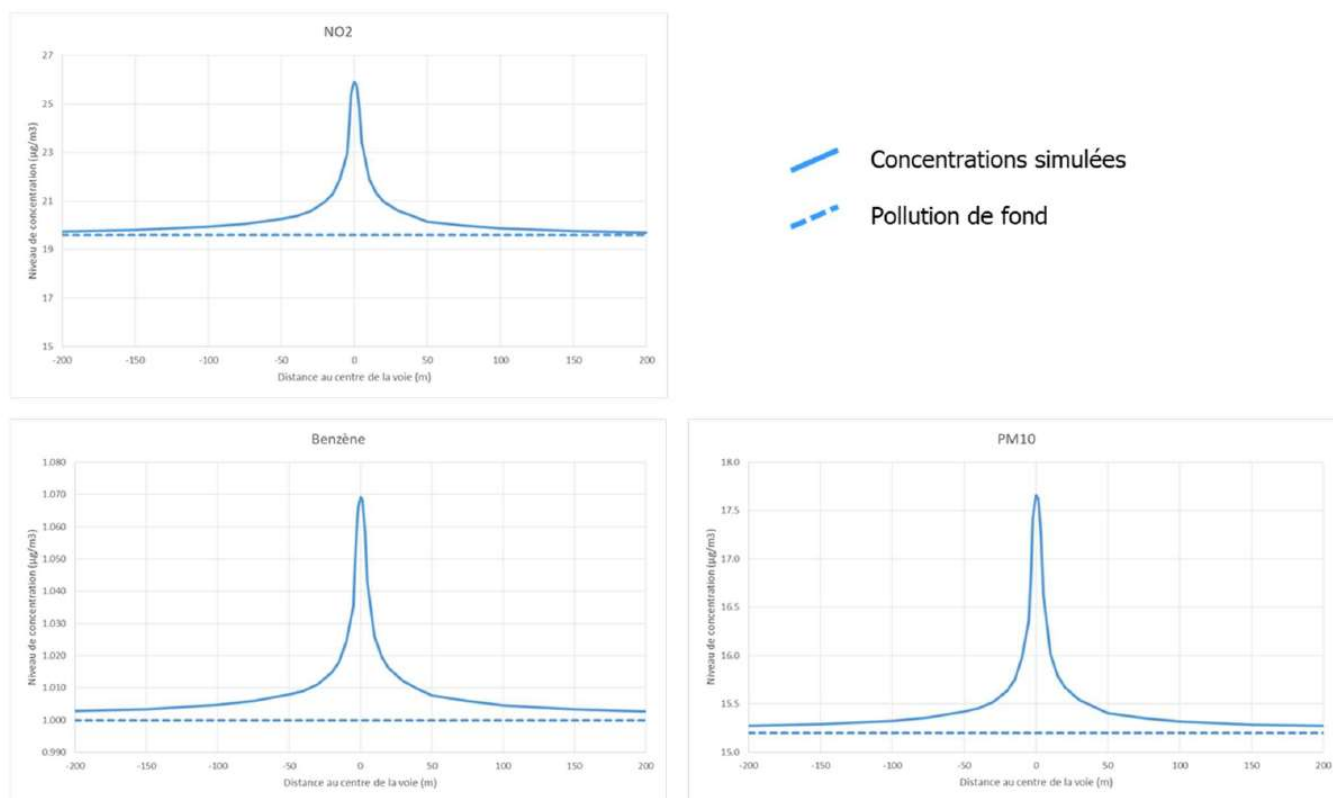 NO2
Niveau de concentration (µg/m3)
27
25
23
21
19
17
15
-200 -150 -100 -50 0 50 100 150 200
Distance au centre de la voie (m)
Concentrations simulées
Pollution de fond
Benzène
Niveau de concentration (µg/m3)
1.080
1.070
1.060
1.050
1.040
1.030
1.020
1.010
1.000
0.990
-200 -150 -100 -50 0 50 100 150 200
Distance au centre de la voie (m)
PM10
Niveau de concentration (µg/m3)
18.0
17.5
17.0
16.5
16.0
15.5
15.0
-200 -150 -100 -50 0 50 100 150 200
Distance au centre de la voie (m)